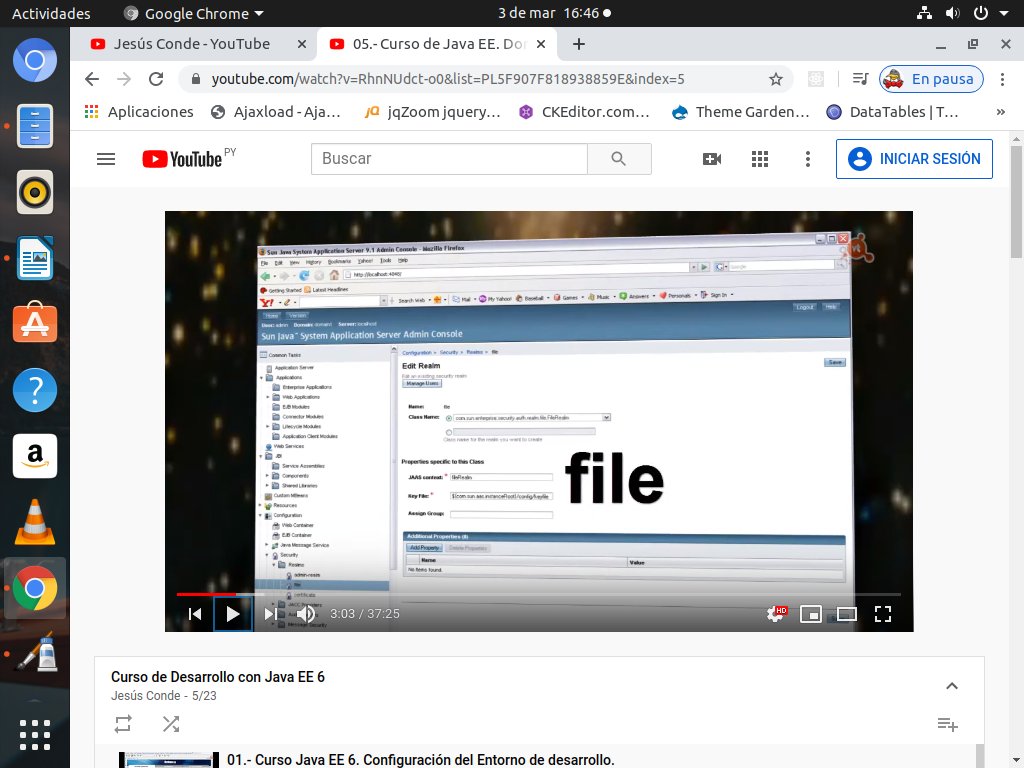 Actividades
Google Chrome
3 de mar 16:46
Jesús Conde - YouTube
05.- Curso de Java EE. Dor
youtube.com/watch?v=RhnNUdct-o0&list=PL5F907F818938859E&index=5
En pausa
Aplicaciones
Ajaxload - Aja...
jqZoom jquery...
CKEditor.com...
Theme Garden...
DataTables | T...
»
YouTube PY
Buscar
INICIAR SESIÓN
Sun Java System Application Server 9.1 Admin Console - Mozilla Firefox
File Edit View History Bookmarks Yahoo! Tools Help
http://localhost:4848/
Google
Getting Started Latest Headlines
Y! Search Web Mail My Yahoo! Baseball Games Music Answers Personals Sign In
Home Version
Logout Help
User: admin Domain: domain1 Server: localhost
Sun Java™ System Application Server Admin Console
Common Tasks
Application Server
Applications
Enterprise Applications
Web Applications
EJB Modules
Connector Modules
Lifecycle Modules
Application Client Modules
Web Services
JBI
Service Assemblies
Components
Shared Libraries
Custom MBeans
Resources
Configuration
Web Container
EJB Container
Java Message Service
Security
Realms
admin-realm
file
certificate
JACC Providers
Message Security
Configuration > Security > Realms > file
Edit Realm
Save
Edit an existing security realm
Manage Users
Name: file
Class Name: com.sun.enterprise.security.auth.realm.file.FileRealm
Class name for the realm you want to create
Properties specific to this Class
JAAS context: * fileRealm
Key File: * ${com.sun.aas.instanceRoot}/config/keyfile
Assign Group:
file
Additional Properties (0)
Add Property Delete Properties
Name Value
No items found.
3:03 / 37:25
HD
Curso de Desarrollo con Java EE 6
Jesús Conde - 5/23
01.- Curso Java EE 6. Configuración del Entorno de desarrollo.